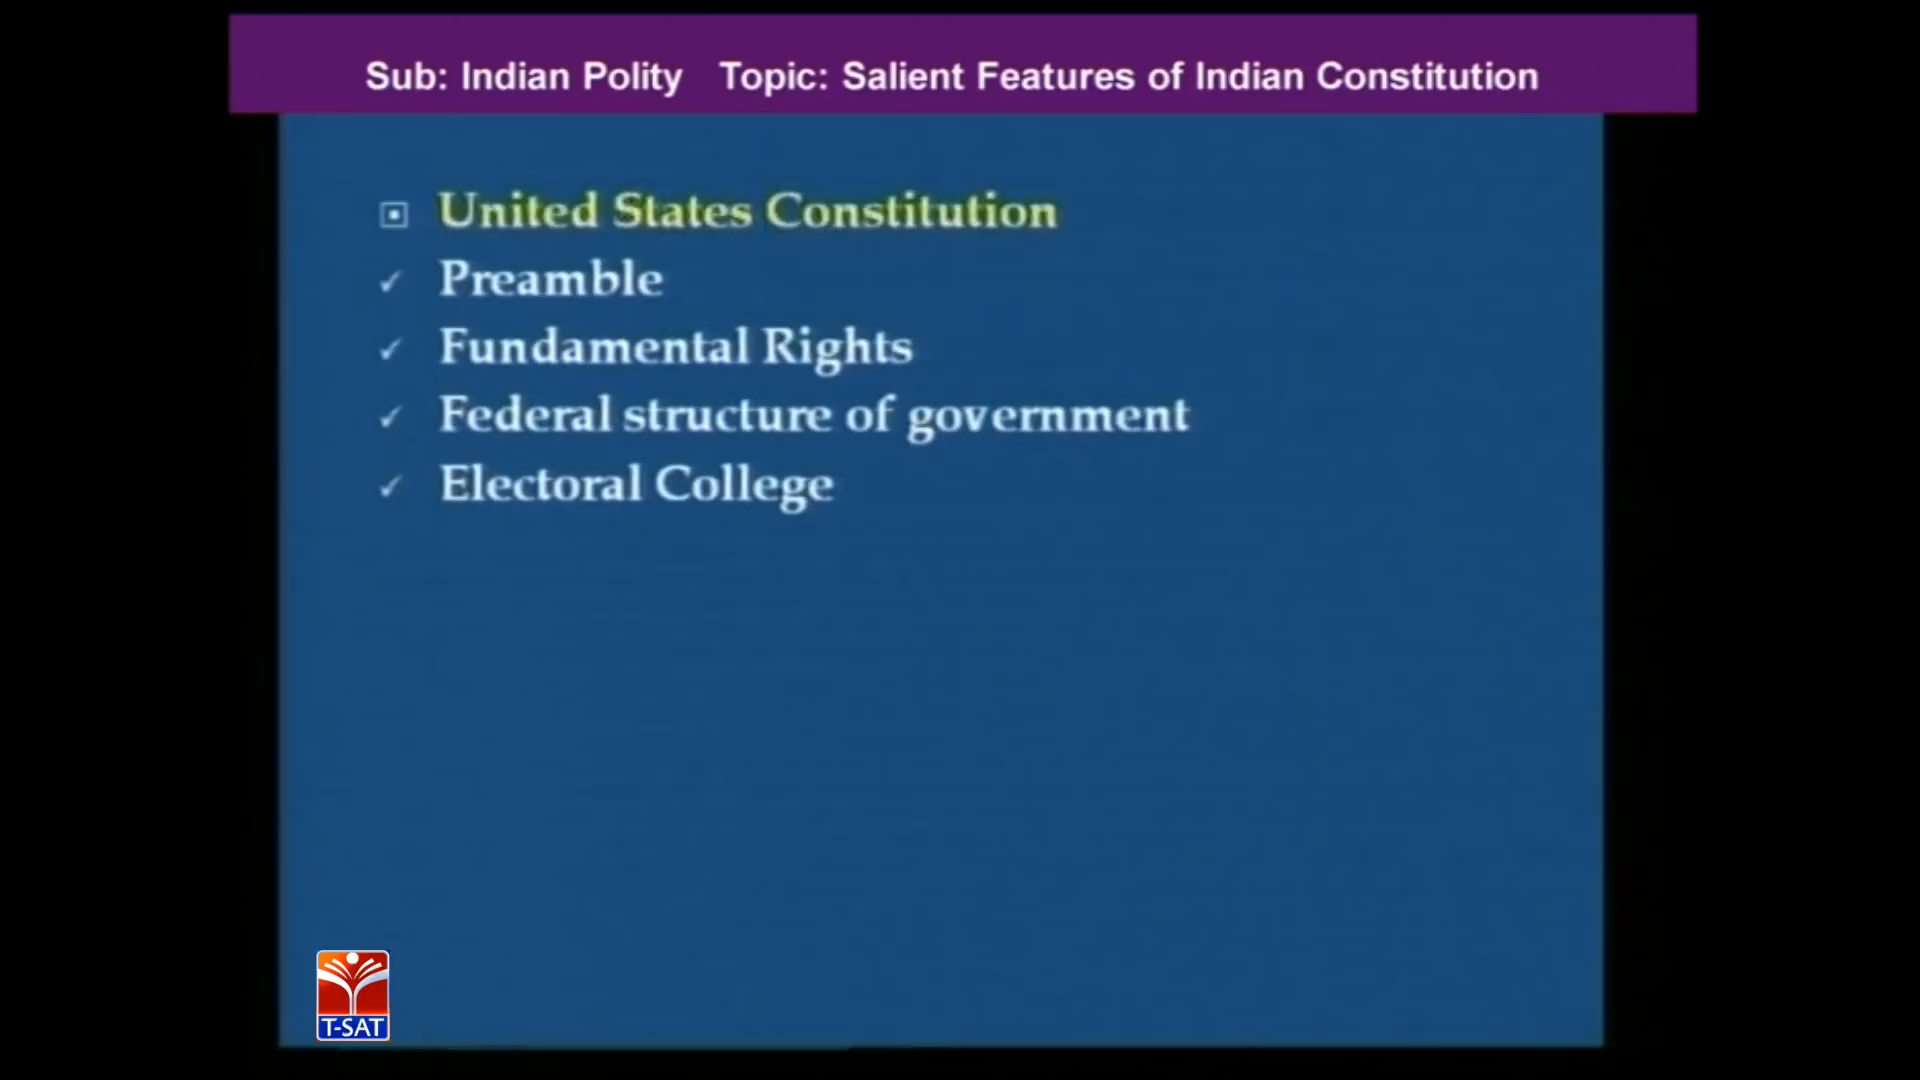 Sub: Indian Polity Topic: Salient Features of Indian Constitution
United States Constitution
Preamble
Fundamental Rights
Federal structure of government
Electoral College
T-SAT